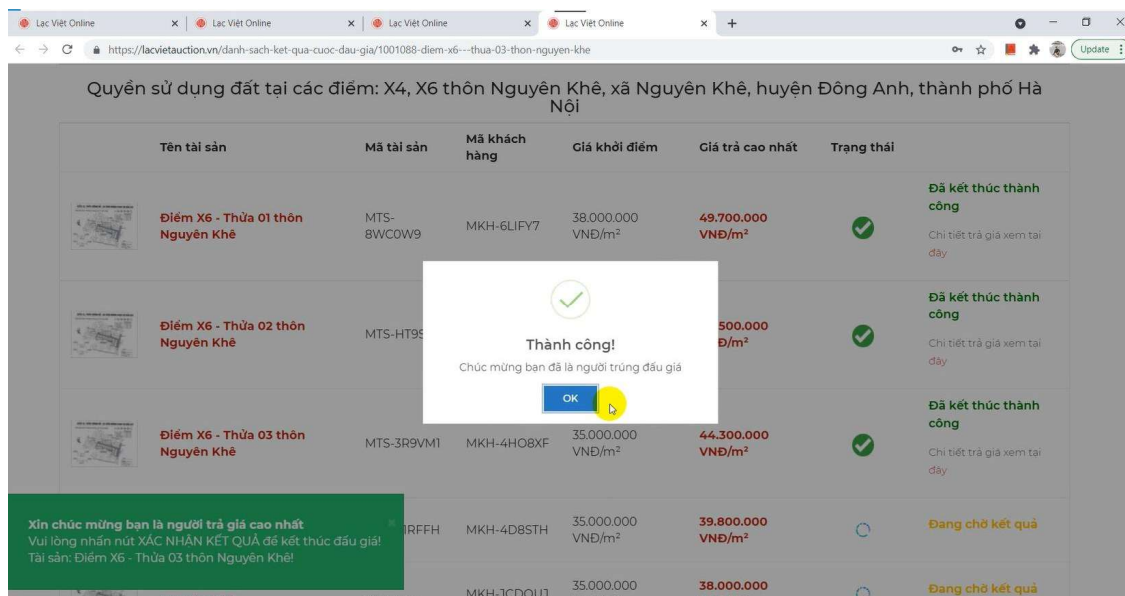 Lạc Việt Online
Lạc Việt Online
Lạc Việt Online
Lạc Việt Online
https://lacvietauction.vn/danh-sach-ket-qua-cuoc-dau-gia/1001088-diem-x6---thua-03-thon-nguyen-khe
Update
Quyền sử dụng đất tại các điểm: X4, X6 thôn Nguyên Khê, xã Nguyên Khê, huyện Đông Anh, thành phố Hà
Nội
Tên tài sản
Mã tài sản
Mã khách
hàng
Giá khởi điểm
Giá trả cao nhất
Trạng thái
Điểm X6 - Thửa 01 thôn
Nguyên Khê
MTS-
8WC0W9
MKH-6LIFY7
38.000.000
VNĐ/m²
49.700.000
VNĐ/m²
Đã kết thúc thành
công
Chi tiết trả giá xem tại
đây
Điểm X6 - Thửa 02 thôn
Nguyên Khê
MTS-HT9
500.000
Đ/m²
Đã kết thúc thành
công
Chi tiết trả giá xem tại
đây
Thành công!
Chúc mừng bạn đã là người trúng đấu giá
OK
Điểm X6 - Thửa 03 thôn
Nguyên Khê
MTS-3R9VM1
MKH-4HO8XF
35.000.000
VNĐ/m²
44.300.000
VNĐ/m²
Đã kết thúc thành
công
Chi tiết trả giá xem tại
đây
Xin chúc mừng bạn là người trả giá cao nhất
Vui lòng nhấn nút XÁC NHẬN KẾT QUẢ để kết thúc đấu giá!
Tài sản: Điểm X6 - Thửa 03 thôn Nguyên Khê!
RFFH
MKH-4D8STH
35.000.000
VNĐ/m²
39.800.000
VNĐ/m²
Đang chờ kết quả
35.000.000
38.000.000
Đang chờ kết quả